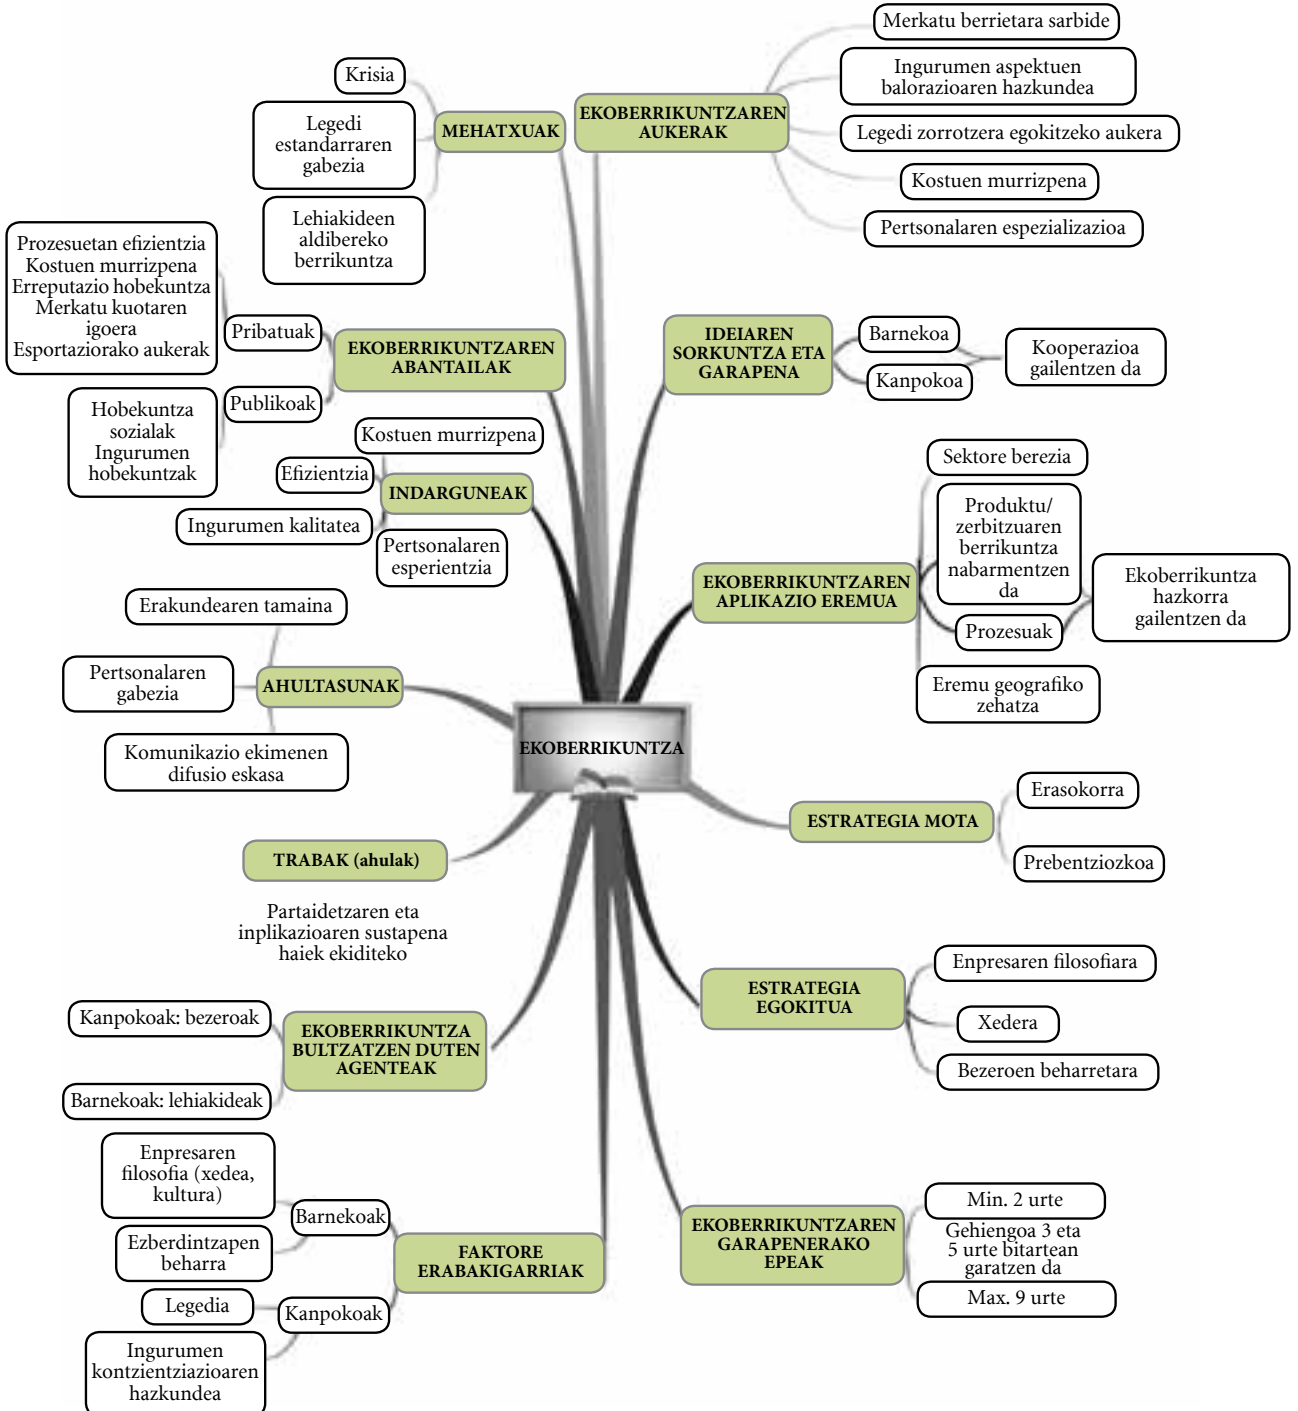 Merkatu berrietara sarbide
Ingurumen aspektuen
balorazioaren hazkundea
Legedi zorrotzera egokitzeko aukera
Kostuen murrizpena
Pertsonalaren espezializazioa
EKOBERRIKUNTZAREN
AUKERAK
Krisia
Legedi
estandarraren
gabezia
Lehiakideen
aldibereko
berrikuntza
MEHATXUAK
Prozesuetan efizientzia
Kostuen murrizpena
Erreputazio hobekuntza
Merkatu kuotaren
igoera
Esportaziorako aukerak
Pribatuak
Hobekuntza
sozialak
Ingurumen
hobekuntzak
Publikoak
EKOBERRIKUNTZAREN
ABANTAILAK
IDEIAREN
SORKUNTZA ETA
GARAPENA
Barnekoa
Kanpokoa
Kooperazioa
gailentzen da
Kostuen murrizpena
Efizientzia
Ingurumen kalitatea
Pertsonalaren
esperientzia
INDARGUNEAK
EKOBERRIKUNTZAREN
APLIKAZIO EREMUA
Sektore berezia
Produktu/
zerbitzuaren
berrikuntza
nabarmentzen
da
Prozesuak
Eremu geografiko
zehatza
Ekoberrikuntza
hazkorra
gailentzen da
Erakundearen tamaina
Pertsonalaren
gabezia
Komunikazio ekimenen
difusio eskasa
AHULTASUNAK
EKOBERRIKUNTZA
ESTRATEGIA MOTA
Erasokorra
Prebentziozkoa
TRABAK (ahulak)
Partaidetzaren eta
inplikazioaren sustapena
haiek ekiditeko
ESTRATEGIA
EGOKITUA
Enpresaren filosofiara
Xedera
Bezeroen beharretara
Kanpokoak: bezeroak
Barnekoak: lehiakideak
EKOBERRIKUNTZA
BULTZATZEN DUTEN
AGENTEAK
Enpresaren
filosofia (xedea,
kultura)
Ezberdintzapen
beharra
Barnekoak
Legedia
Ingurumen
kontzientziazioaren
hazkundea
Kanpokoak
FAKTORE
ERABAKIGARRIAK
EKOBERRIKUNTZAREN
GARAPENERAKO
EPEAK
Min. 2 urte
Gehiengoa 3 eta
5 urte bitartean
garatzen da
Max. 9 urte